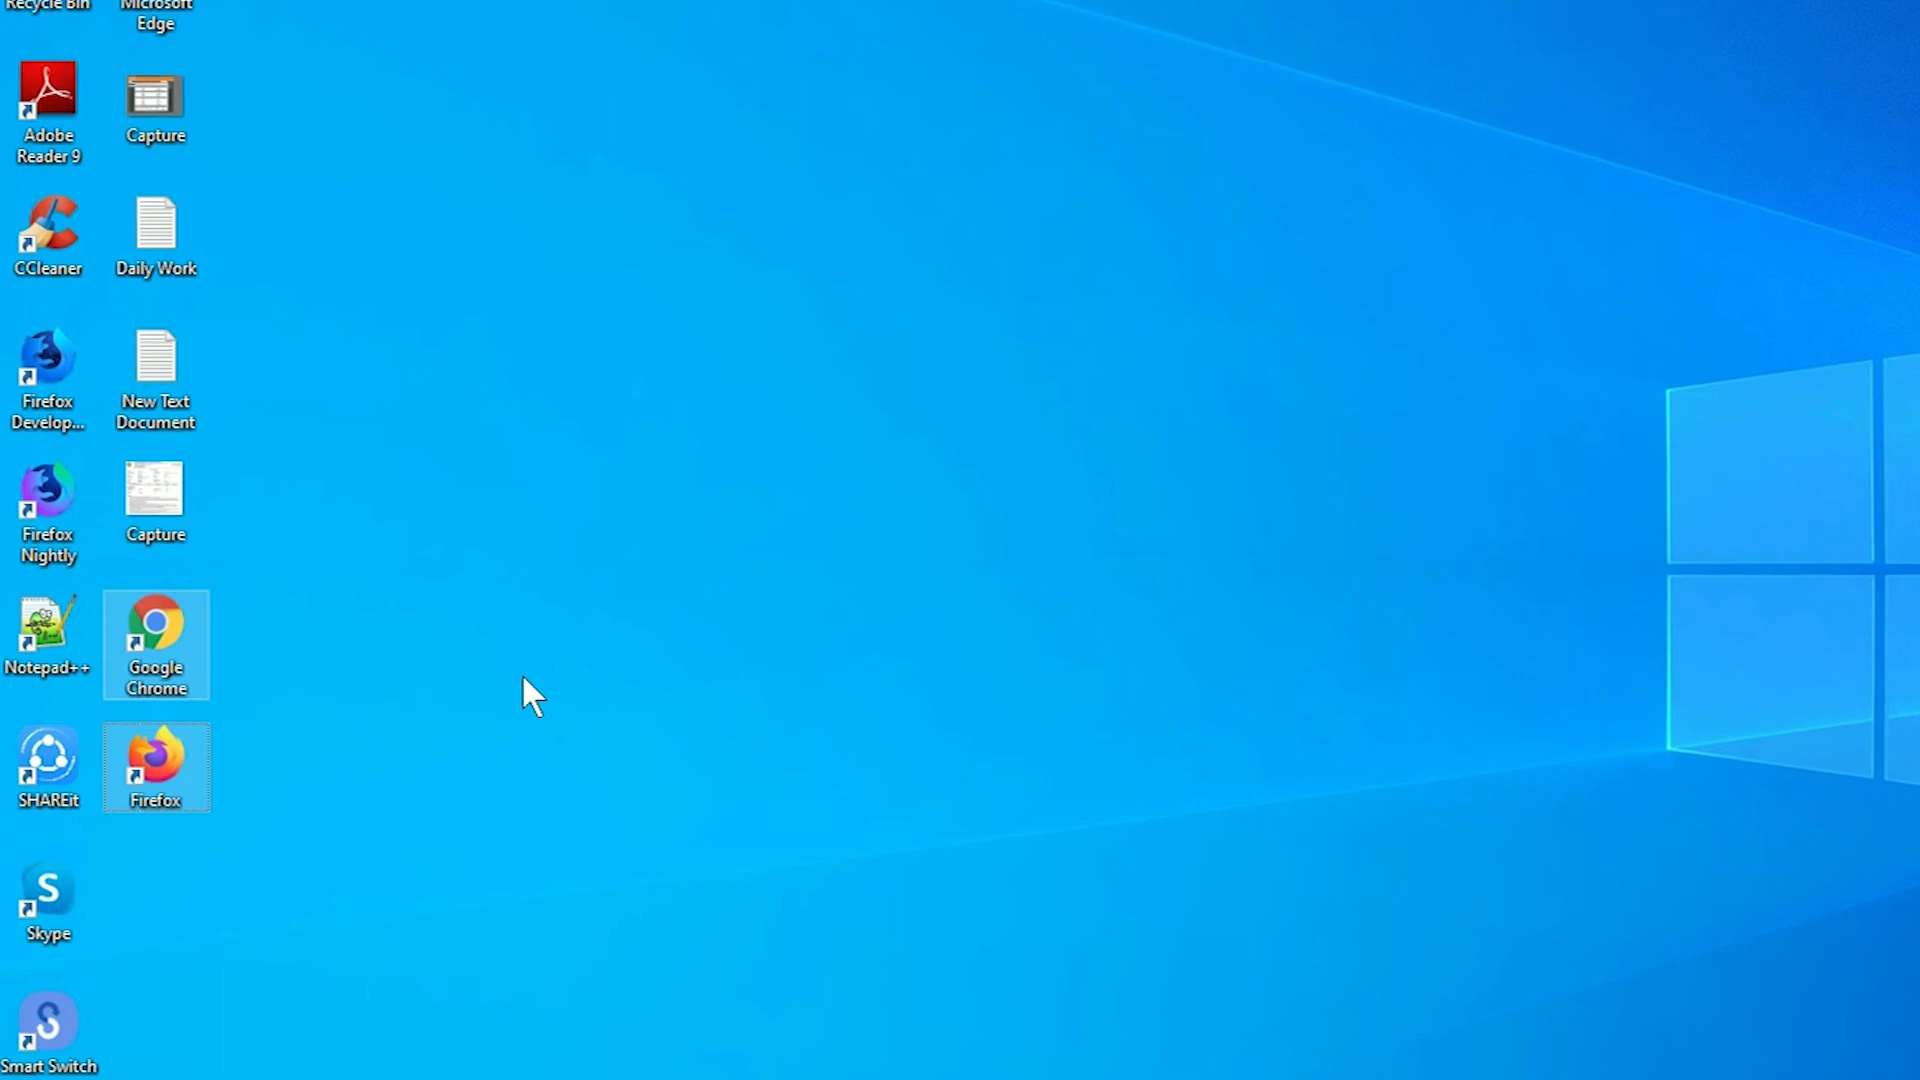 Recycle Bin
Microsoft
Edge
Adobe
Reader 9
Capture
CCleaner
Daily Work
Firefox
Develop...
New Text
Document
Firefox
Nightly
Capture
Notepad++
Google
Chrome
SHAREit
Firefox
S
Skype
S
Smart Switch